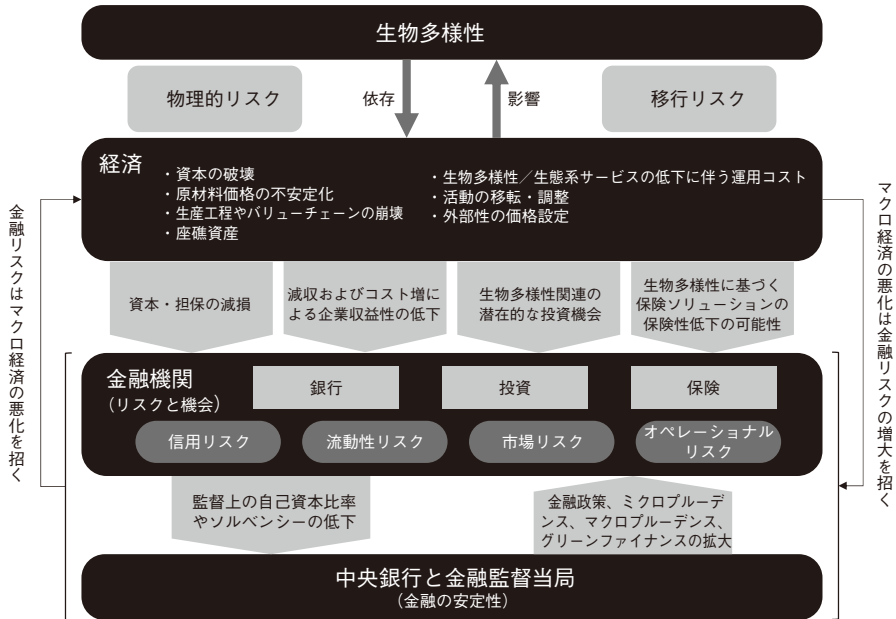 生物多様性
物理的リスク
依存
影響
移行リスク
経済
・資本の破壊
・原材料価格の不安定化
・生産工程やバリューチェーンの崩壊
・座礁資産
・生物多様性／生態系サービスの低下に伴う運用コスト
・活動の移転・調整
・外部性の価格設定
金融リスクはマクロ経済の悪化を招く
マクロ経済の悪化は金融リスクの増大を招く
資本・担保の減損
減収およびコスト増に
よる企業収益性の低下
生物多様性関連の
潜在的な投資機会
生物多様性に基づく
保険ソリューションの
保険性低下の可能性
金融機関
（リスクと機会）
銀行
投資
保険
信用リスク
流動性リスク
市場リスク
オペレーショナル
リスク
監督上の自己資本比率
やソルベンシーの低下
金融政策、ミクロプルーデ
ンス、マクロプルーデンス、
グリーンファイナンスの拡大
中央銀行と金融監督当局
（金融の安定性）